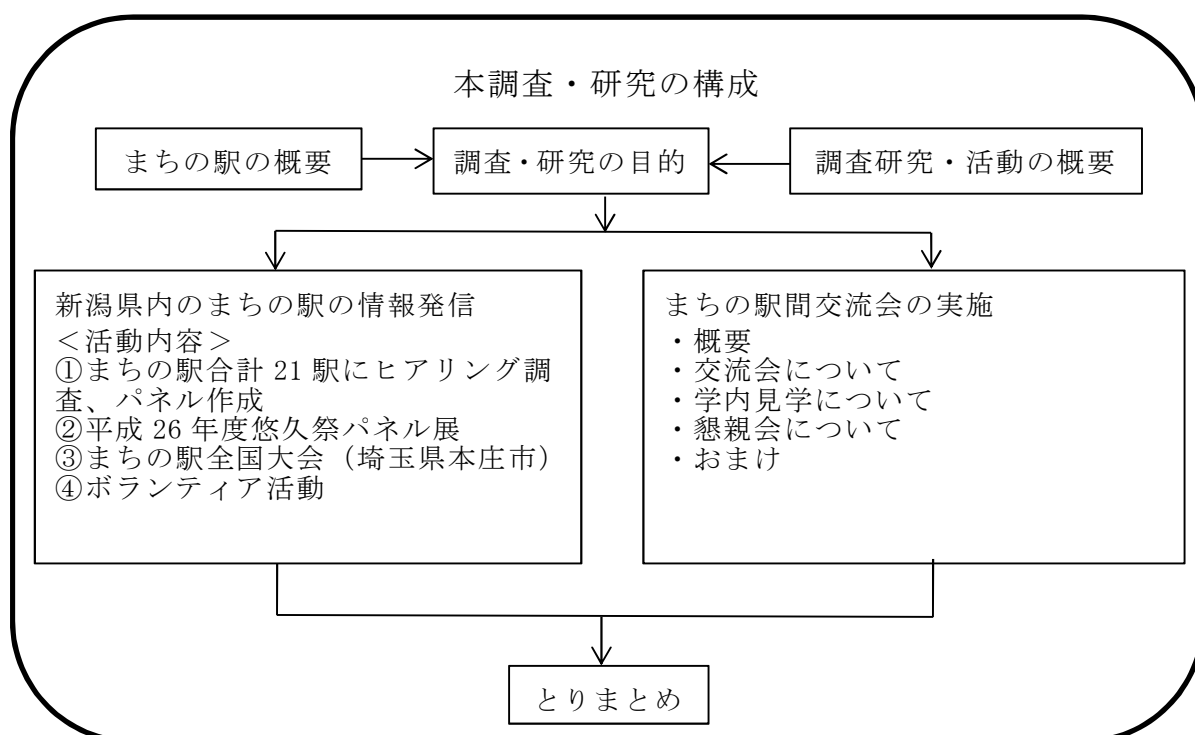 本調査・研究の構成
まちの駅の概要
調査・研究の目的
調査研究・活動の概要
新潟県内のまちの駅の情報発信
＜活動内容＞
①まちの駅合計 21 駅にヒアリング調
査、パネル作成
②平成 26 年度悠久祭パネル展
③まちの駅全国大会（埼玉県本庄市）
④ボランティア活動
まちの駅間交流会の実施
・概要
・交流会について
・学内見学について
・懇親会について
・おまけ
とりまとめ